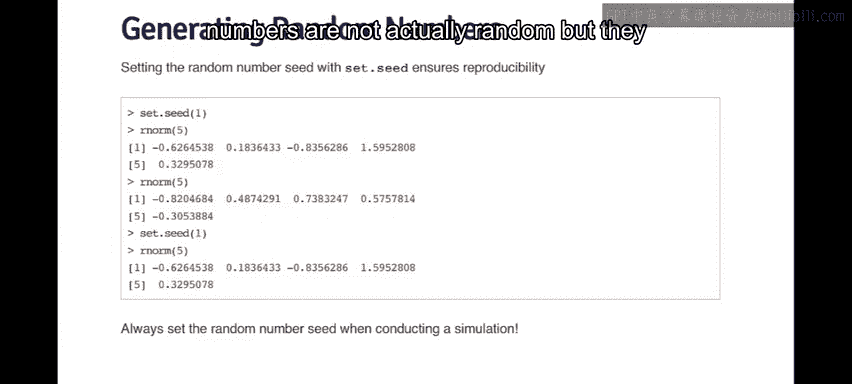 Generating Random Numbers
numbers are not actually random but they
Setting the random number seed with set.seed ensures reproducibility
> set.seed(1)
> rnorm(5)
[1] -0.6264538 0.1836433 -0.8356286 1.5952808
[5] 0.3295078
> rnorm(5)
[1] -0.8204684 0.4874291 0.7383247 0.5757814
[5] -0.3053884
> set.seed(1)
> rnorm(5)
[1] -0.6264538 0.1836433 -0.8356286 1.5952808
[5] 0.3295078
Always set the random number seed when conducting a simulation!